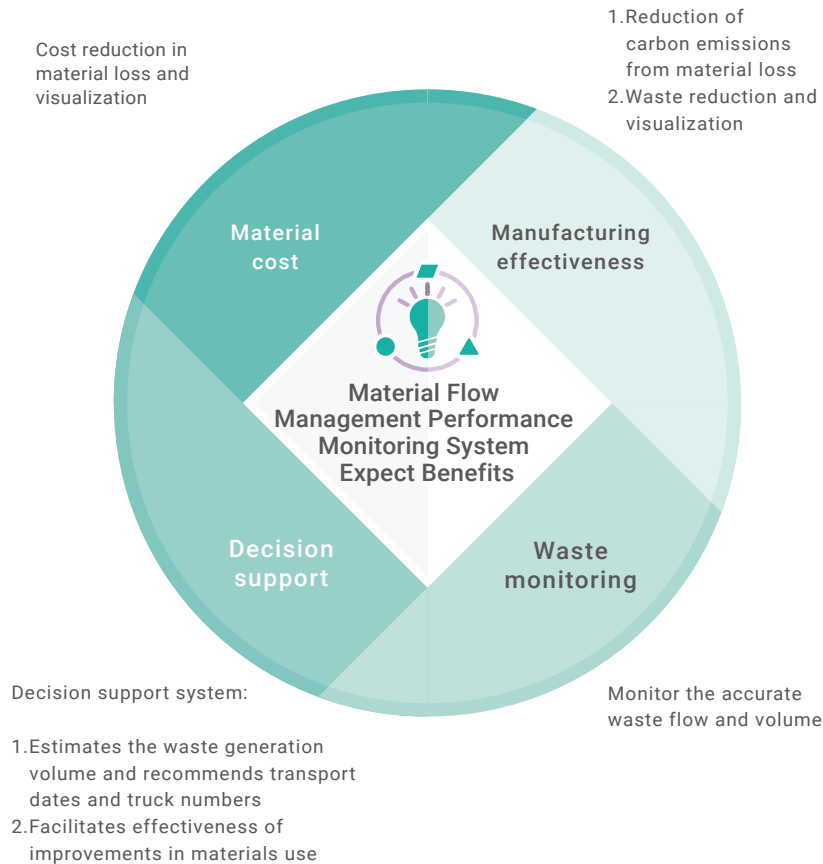 Cost reduction in
material loss and
visualization
1.Reduction of
carbon emissions
from material loss
2.Waste reduction and
visualization
Material
cost
Manufacturing
effectiveness
Material Flow
Management Performance
Monitoring System
Expect Benefits
Decision
support
Waste
monitoring
Decision support system:
1.Estimates the waste generation
volume and recommends transport
dates and truck numbers
2.Facilitates effectiveness of
improvements in materials use
Monitor the accurate
waste flow and volume